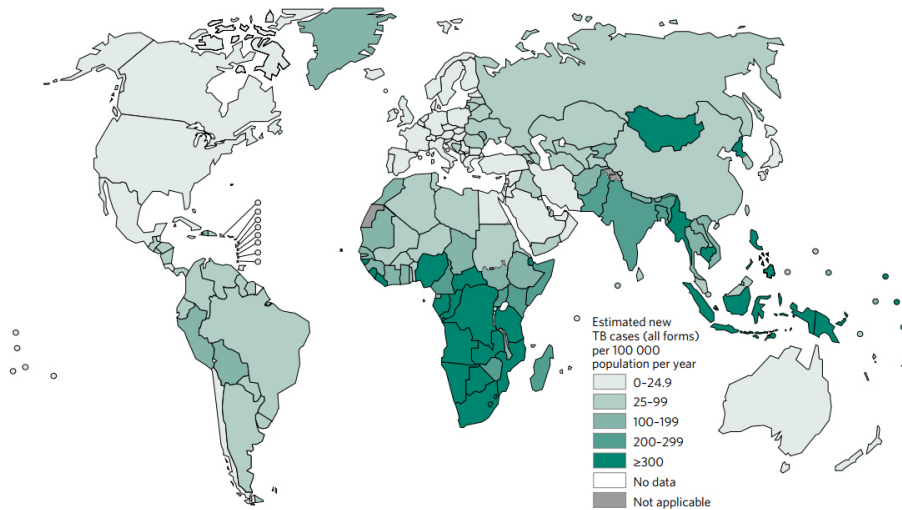 Estimated new
TB cases (all forms)
per 100 000
population per year
0–24.9
25–99
100–199
200–299
≥300
No data
Not applicable